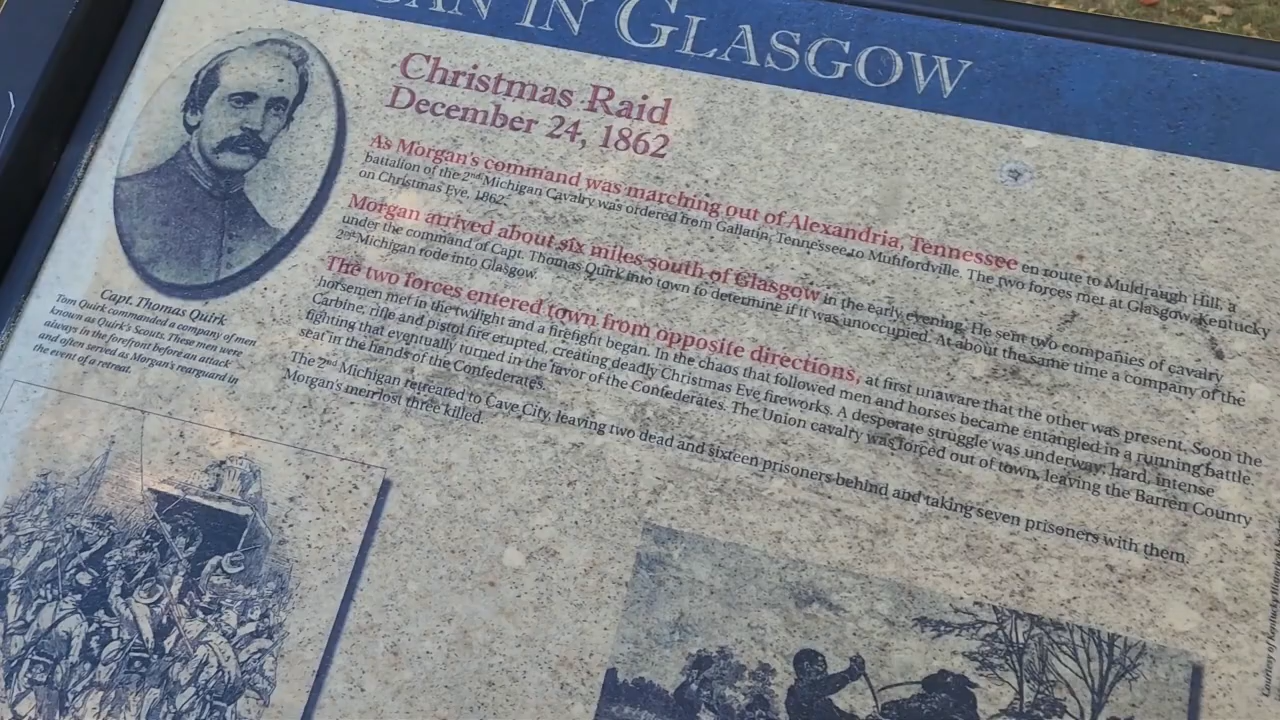 GAN IN GLASGOW
Christmas Raid
December 24, 1862
As Morgan's command was marching out of Alexandria, Tennessee en route to Muldraugh Hill, a
battalion of the 2nd Michigan Cavalry was ordered from Gallatin, Tennessee to Munfordville. The two forces met at Glasgow, Kentucky
on Christmas Eve, 1862.
Morgan arrived about six miles south of Glasgow in the early evening. He sent two companies of cavalry
under the command of Capt. Thomas Quirk into town to determine if it was unoccupied. At about the same time a company of the
2nd Michigan rode into Glasgow.
The two forces entered town from opposite directions, at first unaware that the other was present. Soon the
horsemen met in the twilight and a firefight began. In the chaos that followed men and horses became entangled in a running battle.
Carbine, rifle and pistol fire erupted, creating deadly Christmas Eve fireworks. A desperate struggle was underway; hard, intense
fighting that eventually turned in the favor of the Confederates. The Union cavalry was forced out of town, leaving the Barren County
seat in the hands of the Confederates.
The 2nd Michigan retreated to Cave City, leaving two dead and sixteen prisoners behind and taking seven prisoners with them.
Morgan's men lost three killed.
Capt. Thomas Quirk
Tom Quirk commanded a company of men
known as Quirk's Scouts. These men were
always in the forefront before an attack
and often served as Morgan's rearguard in
the event of a retreat.
Courtesy of Kentucky Historical